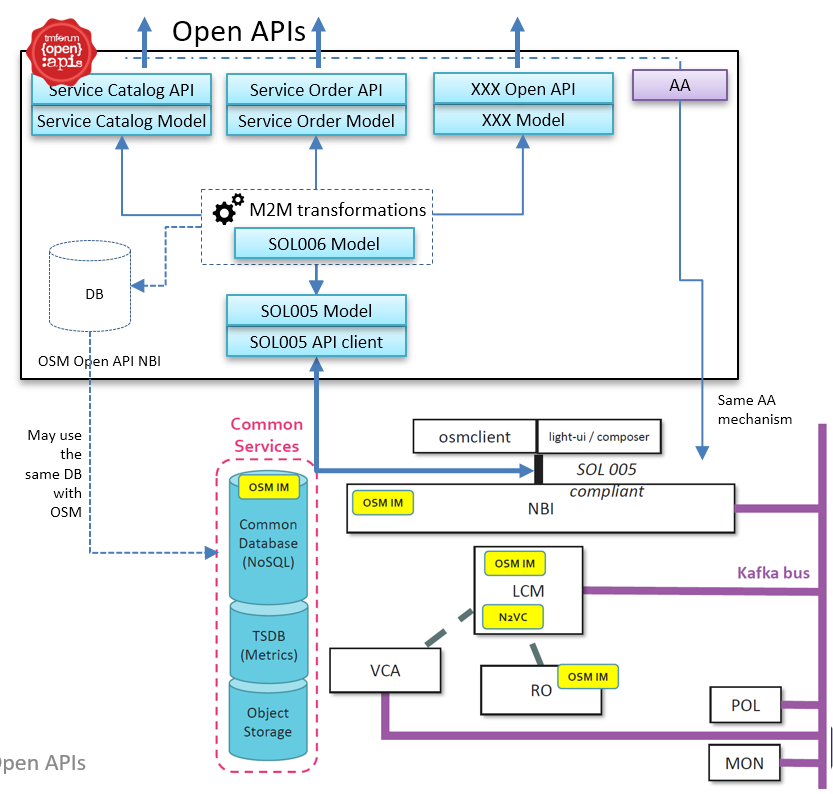 Open APIs
tmforum
{open}
:apis
Service Catalog API
Service Order API
XXX Open API
AA
Service Catalog Model
Service Order Model
XXX Model
M2M transformations
SOL006 Model
DB
SOL005 Model
SOL005 API client
OSM Open API NBI
Same AA
mechanism
May use
the
same DB
with
OSM
Common
Services
osmclient
light-ui / composer
SOL 005
compliant
OSM IM
Common
Database
(NoSQL)
OSM IM
NBI
Kafka bus
OSM IM
LCM
N2VC
TSDB
(Metrics)
VCA
RO
OSM IM
Object
Storage
POL
MON
pen APIs